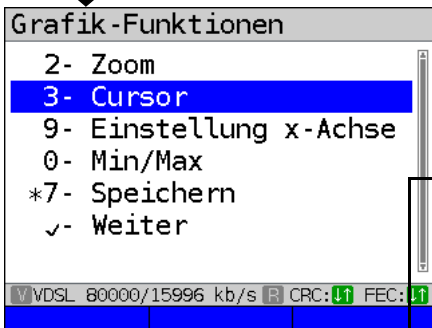 Grafik-Funktionen
2- Zoom
3- Cursor
9- Einstellung x-Achse
0- Min/Max
*7- Speichern
✓- Weiter
V VDSL 80000/15996 kb/s R CRC:↓↑ FEC:↓↑